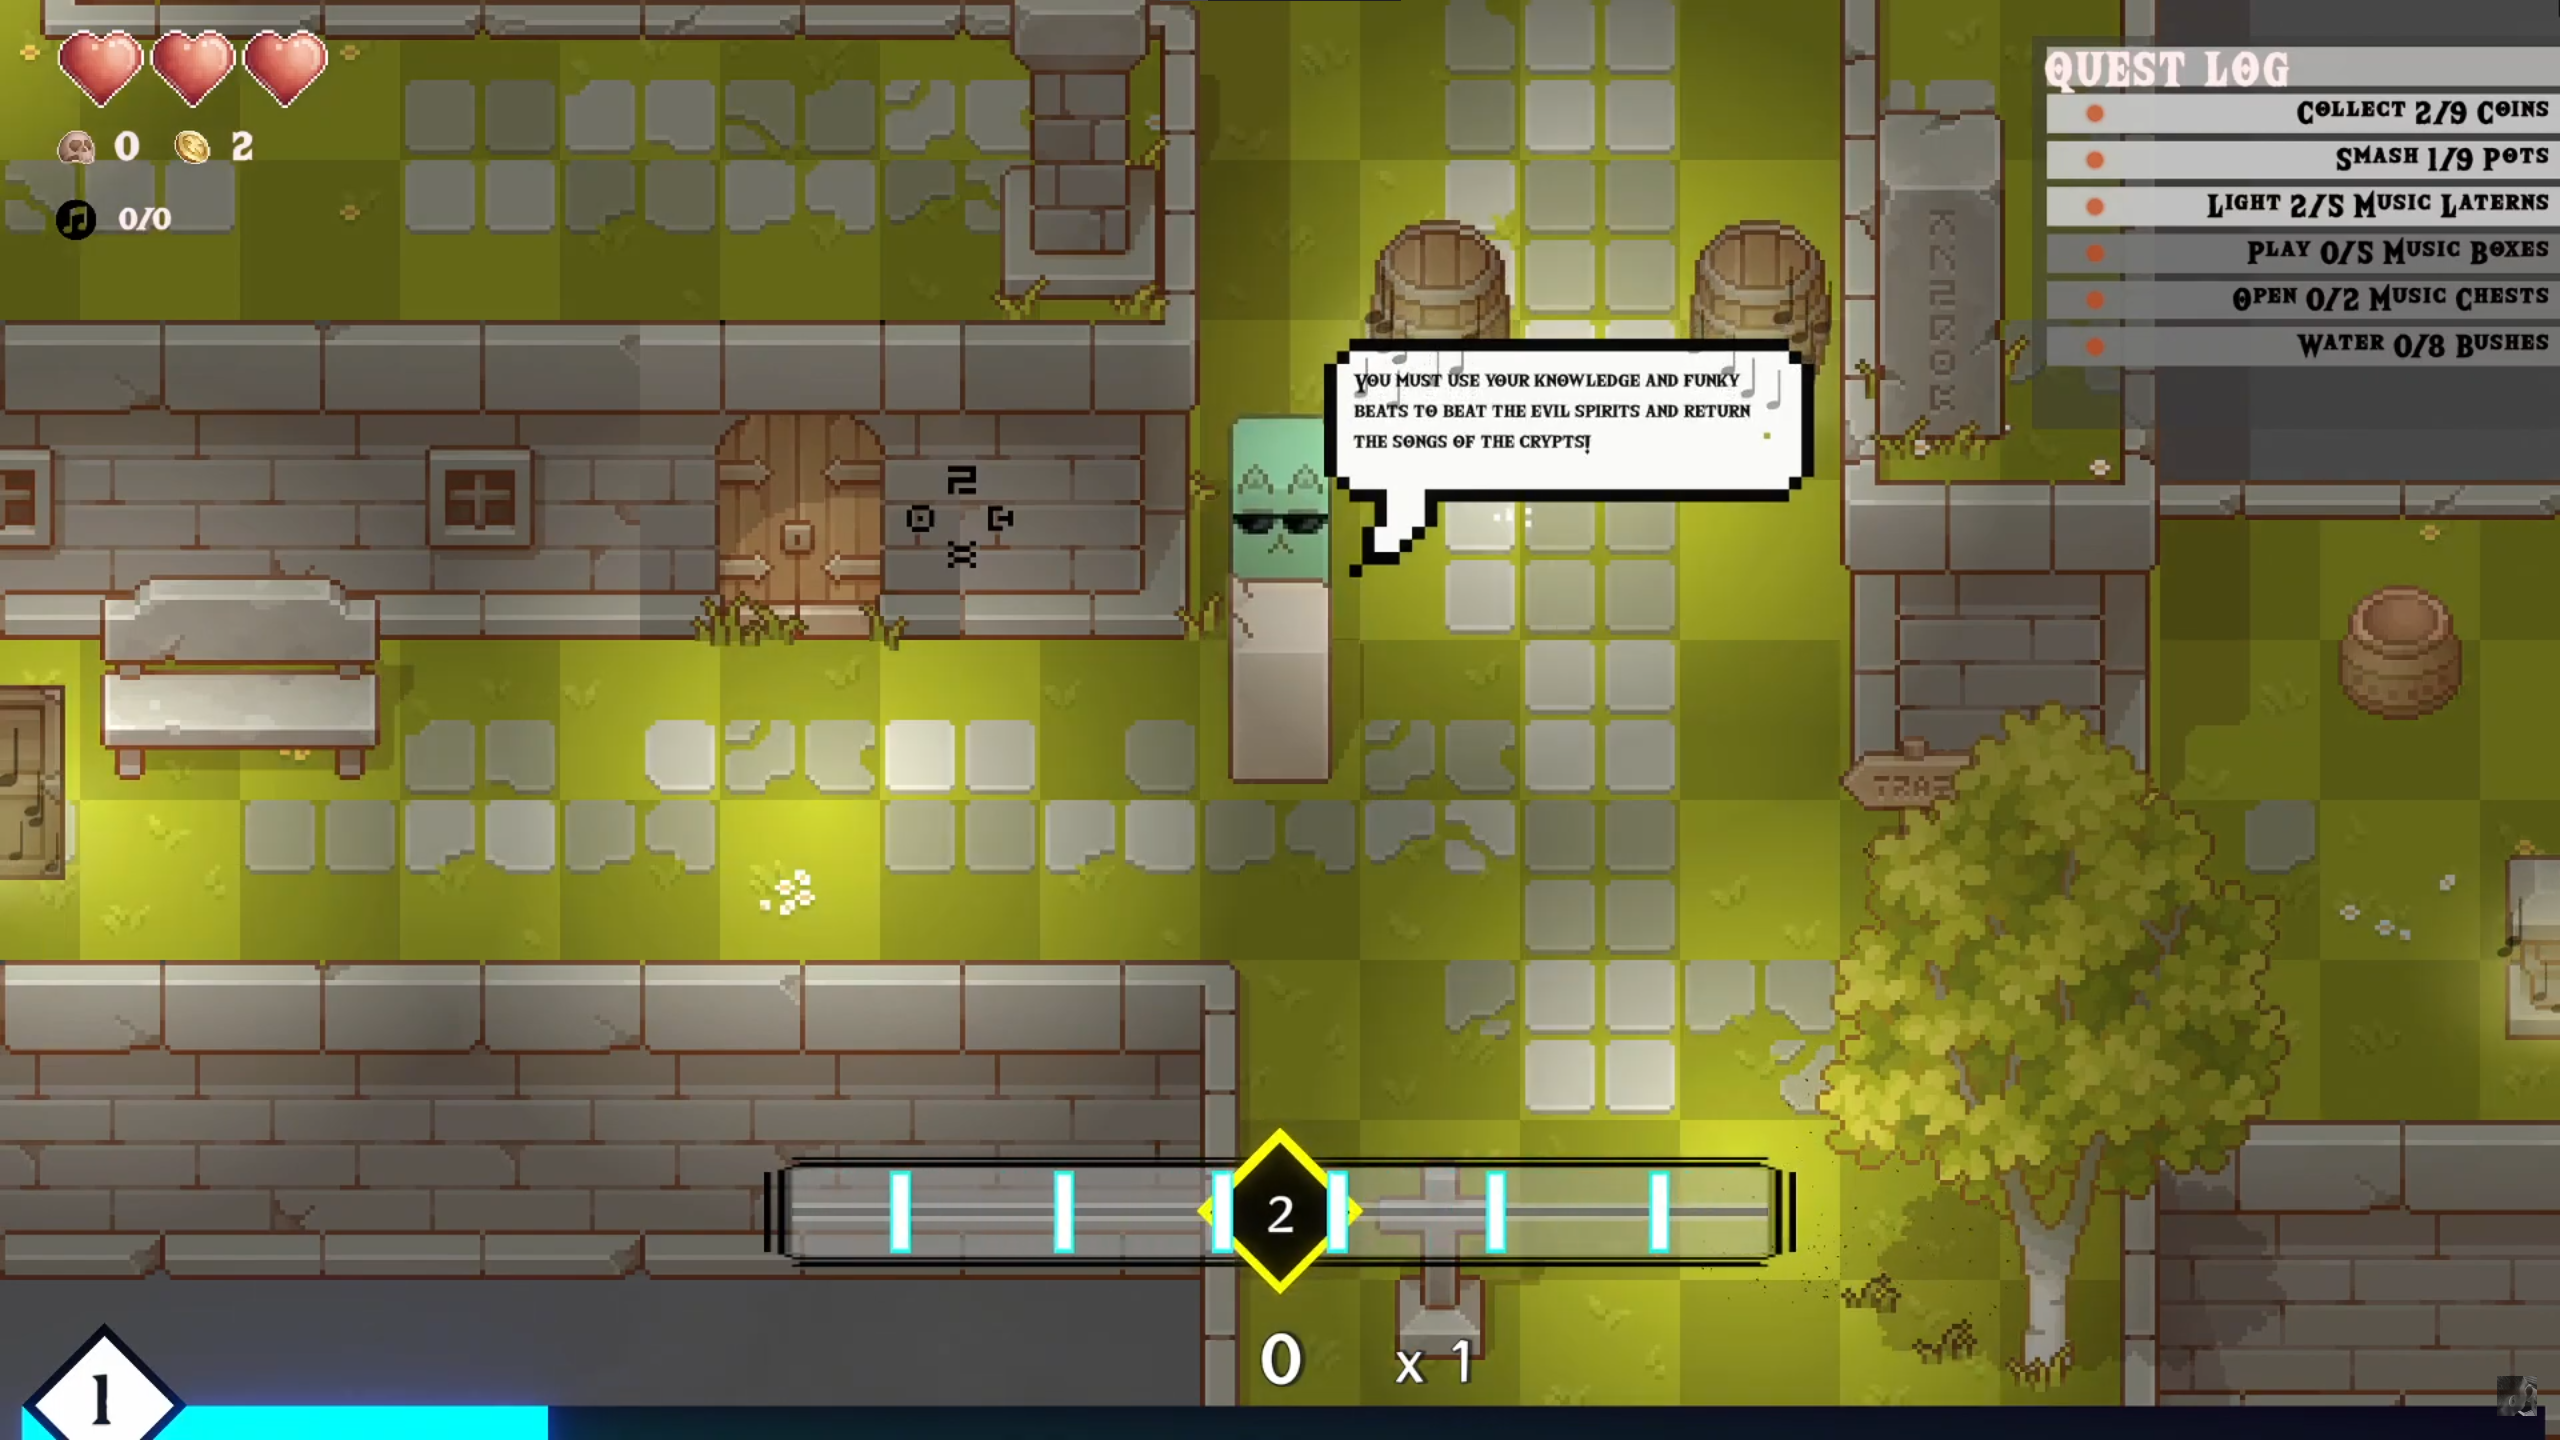 0 2
0/0
QUEST LOG
COLLECT 2/9 COINS
SMASH 1/9 POTS
LIGHT 2/5 MUSIC LATERNS
PLAY 0/5 MUSIC BOXES
OPEN 0/2 MUSIC CHESTS
WATER 0/8 BUSHES
YOU MUST USE YOUR KNOWLEDGE AND FUNKY
BEATS TO BEAT THE EVIL SPIRITS AND RETURN
THE SONGS OF THE CRYPTS!
2
0 x 1
1